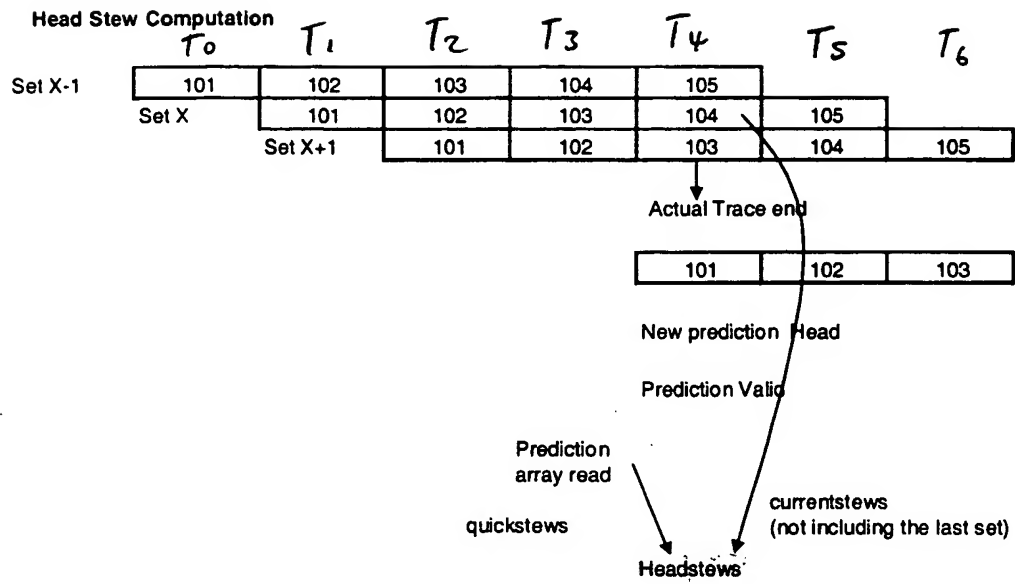 Head Stew Computation
T0 T1 T2 T3 T4 T5 T6
Set X-1 101 102 103 104 105
Set X 101 102 103 104 105
Set X+1 101 102 103 104 105
Actual Trace end
101 102 103
New prediction Head
Prediction Valid
Prediction
array read
currentstews
quickstews (not including the last set)
Headstews